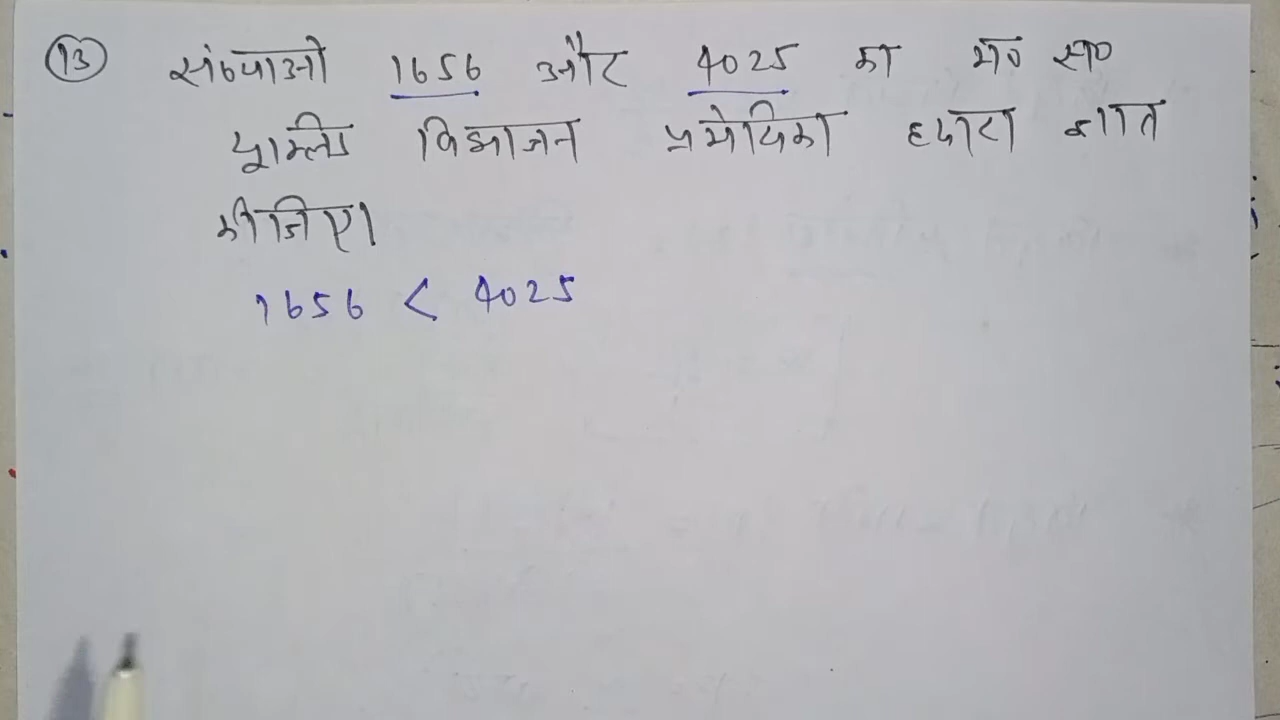 13 संख्याओ 1656 और 4025 का म० स०
यूक्लिड विभाजन प्रमेयिका द्वारा ज्ञात
कीजिए।
1656 < 4025